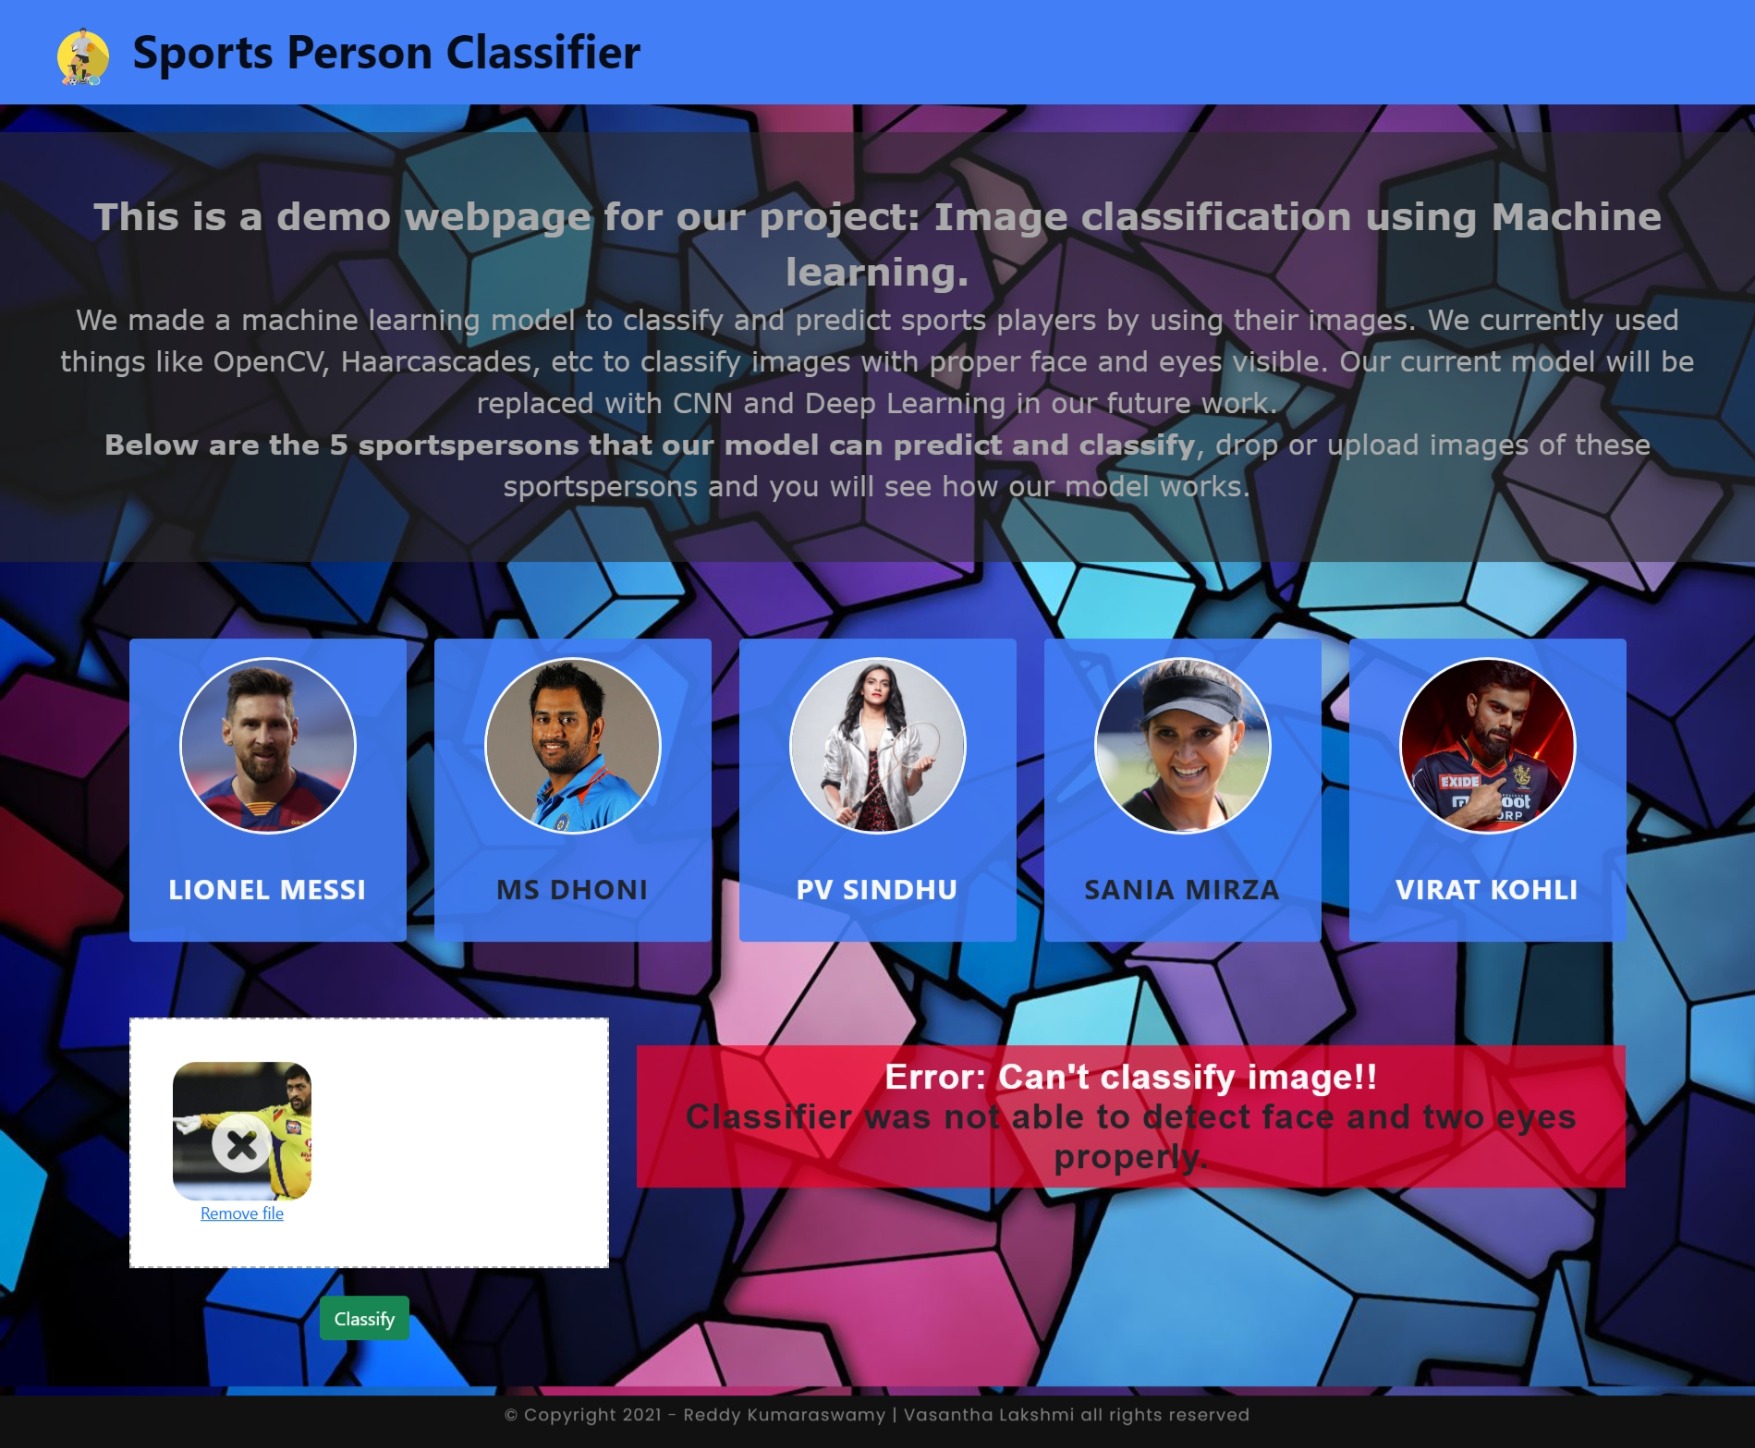 Sports Person Classifier
This is a demo webpage for our project: Image classification using Machine
learning.
We made a machine learning model to classify and predict sports players by using their images. We currently used
things like OpenCV, Haarcascades, etc to classify images with proper face and eyes visible. Our current model will be
replaced with CNN and Deep Learning in our future work.
Below are the 5 sportspersons that our model can predict and classify, drop or upload images of these
sportspersons and you will see how our model works.
EXIDE
LIONEL MESSI
MS DHONI
PV SINDHU
SANIA MIRZA
VIRAT KOHLI
Error: Can't classify image!!
Classifier was not able to detect face and two eyes
properly.
Remove file
Classify
© Copyright 2021 - Reddy Kumaraswamy | Vasantha Lakshmi all rights reserved